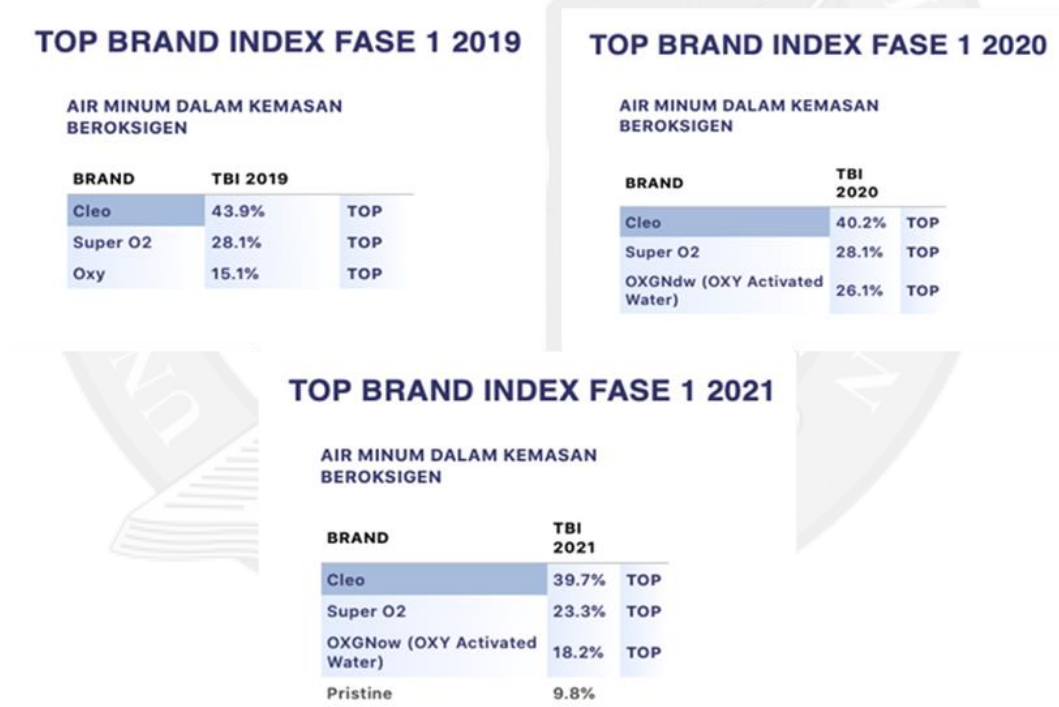 TOP BRAND INDEX FASE 1 2019
AIR MINUM DALAM KEMASAN
BEROKSIGEN
BRAND TBI 2019
Cleo 43.9% TOP
Super O2 28.1% TOP
Oxy 15.1% TOP
TOP BRAND INDEX FASE 1 2020
AIR MINUM DALAM KEMASAN
BEROKSIGEN
BRAND TBI
2020
Cleo 40.2% TOP
Super O2 28.1% TOP
OXGNdw (OXY Activated
Water) 26.1% TOP
TOP BRAND INDEX FASE 1 2021
AIR MINUM DALAM KEMASAN
BEROKSIGEN
BRAND TBI
2021
Cleo 39.7% TOP
Super O2 23.3% TOP
OXGNow (OXY Activated
Water) 18.2% TOP
Pristine 9.8%